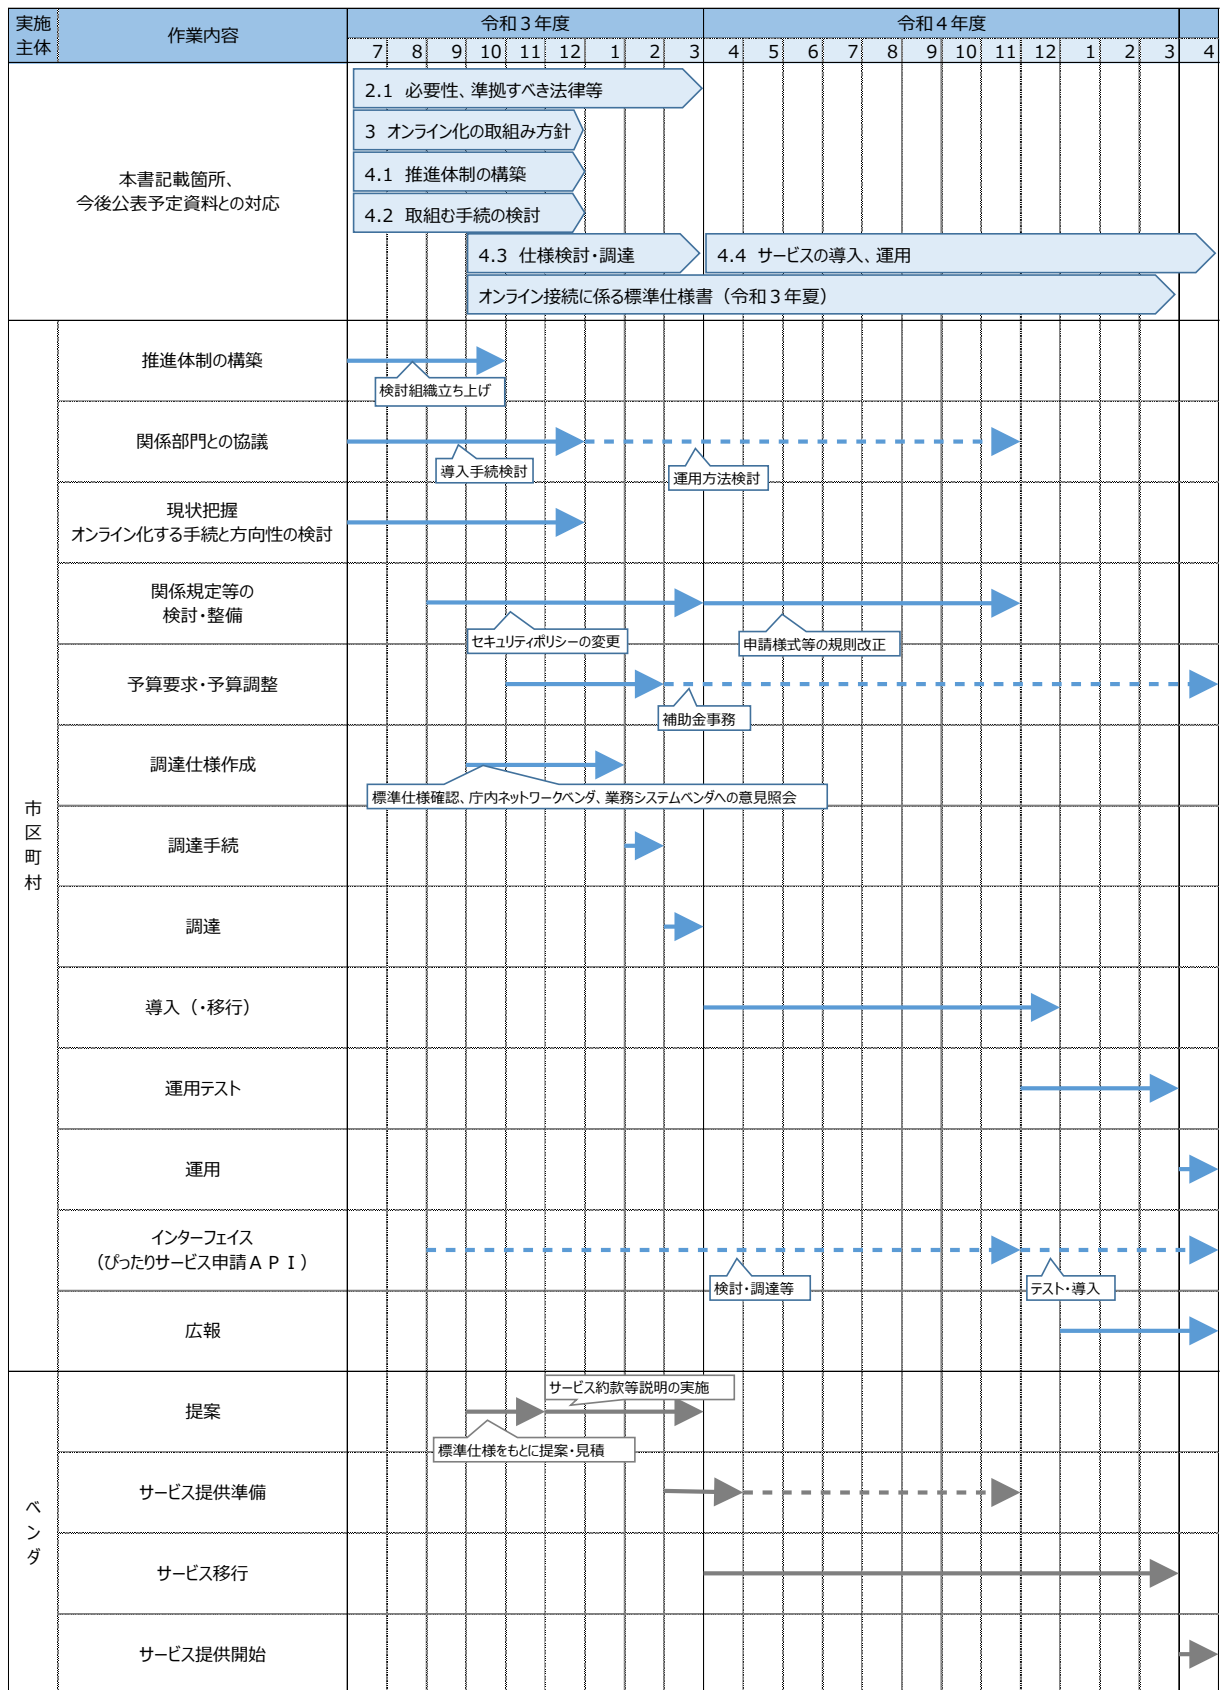 実施
主体
作業内容
令和３年度
令和４年度
7 8 9 10 11 12 1 2 3 4 5 6 7 8 9 10 11 12 1 2 3 4
本書記載箇所、
今後公表予定資料との対応
2.1 必要性、準拠すべき法律等
3 オンライン化の取組み方針
4.1 推進体制の構築
4.2 取組む手続の検討
4.3 仕様検討・調達
4.4 サービスの導入、運用
オンライン接続に係る標準仕様書（令和３年夏）
市区町村
推進体制の構築
検討組織立ち上げ
関係部門との協議
導入手続検討
運用方法検討
現状把握
オンライン化する手続と方向性の検討
関係規定等の
検討・整備
セキュリティポリシーの変更
申請様式等の規則改正
予算要求・予算調整
補助金事務
調達仕様作成
標準仕様確認、庁内ネットワークベンダ、業務システムベンダへの意見照会
調達手続
調達
導入（・移行）
運用テスト
運用
インターフェイス
（ぴったりサービス申請ＡＰＩ）
検討・調達等
テスト・導入
広報
ベンダ
提案
サービス約款等説明の実施
標準仕様をもとに提案・見積
サービス提供準備
サービス移行
サービス提供開始